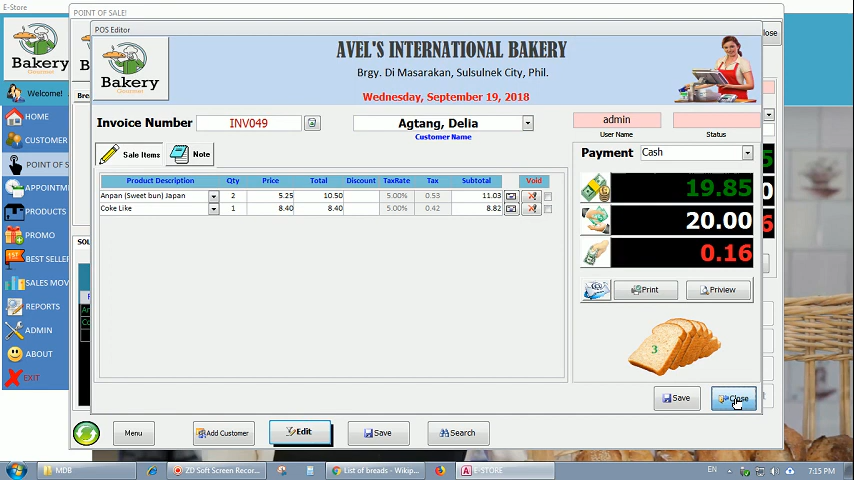 E-Store
POINT OF SALE!
POS Editor
Bakery
Gourmet
Welcome!
HOME
CUSTOMER
POINT OF S
APPOINTM
PRODUCTS
PROMO
BEST SELLER
SALES MOV
REPORTS
ADMIN
ABOUT
EXIT
Bakery
Gourmet
AVEL'S INTERNATIONAL BAKERY
Brgy. Di Masarakan, Sulsulnek City, Phil.
Wednesday, September 19, 2018
Invoice Number INV049 Agtang, Delia admin
Customer Name User Name Status
Sale Items Note Payment Cash
Product Description Qty Price Total Discount TaxRate Tax Subtotal Void
Anpan (Sweet bun) Japan 2 5.25 10.50 5.00% 0.53 11.03
Coke Like 1 8.40 8.40 5.00% 0.42 8.82
19.85
20.00
0.16
Print Priview
3
Save Close
Menu Add Customer Edit Save Search
MDB ZD Soft Screen Recor... List of breads - Wikip... E-STORE EN 7:15 PM